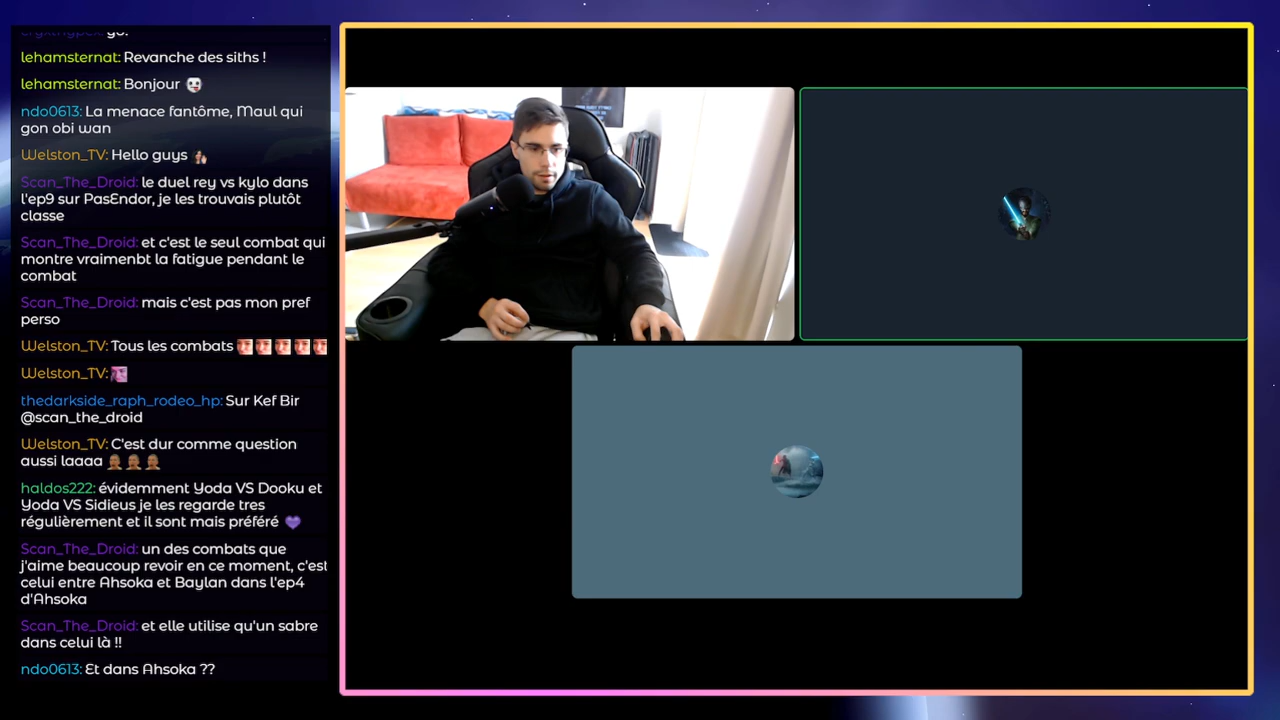 go.
lehamsternat: Revanche des siths !
lehamsternat: Bonjour
ndo0613: La menace fantôme, Maul qui
gon obi wan
Welston_TV: Hello guys
Scan_The_Droid: le duel rey vs kylo dans
l'ep9 sur PasEndor, je les trouvais plutôt
classe
Scan_The_Droid: et c'est le seul combat qui
montre vraimenbt la fatigue pendant le
combat
Scan_The_Droid: mais c'est pas mon pref
perso
Welston_TV: Tous les combats
Welston_TV:
thedarkside_raph_rodeo_hp: Sur Kef Bir
@scan_the_droid
Welston_TV: C'est dur comme question
aussi laaaa
haldos222: évidemment Yoda VS Dooku et
Yoda VS Sidieus je les regarde tres
régulièrement et il sont mais préféré
Scan_The_Droid: un des combats que
j'aime beaucoup revoir en ce moment, c'est
celui entre Ahsoka et Baylan dans l'ep4
d'Ahsoka
Scan_The_Droid: et elle utilise qu'un sabre
dans celui là !!
ndo0613: Et dans Ahsoka ??